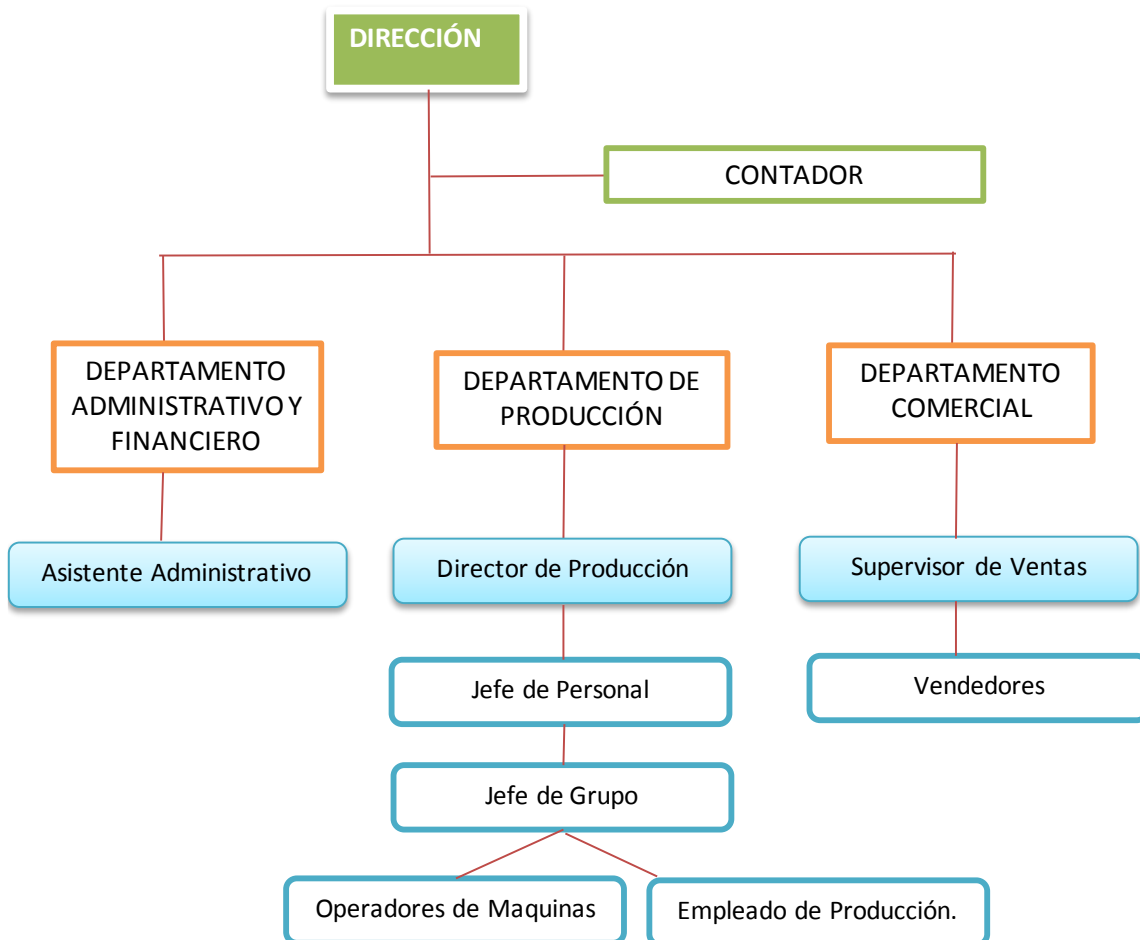 DIRECCIÓN
CONTADOR
DEPARTAMENTO
ADMINISTRATIVO Y
FINANCIERO
DEPARTAMENTO DE
PRODUCCIÓN
DEPARTAMENTO
COMERCIAL
Asistente Administrativo
Director de Producción
Supervisor de Ventas
Jefe de Personal
Vendedores
Jefe de Grupo
Operadores de Maquinas
Empleado de Producción.